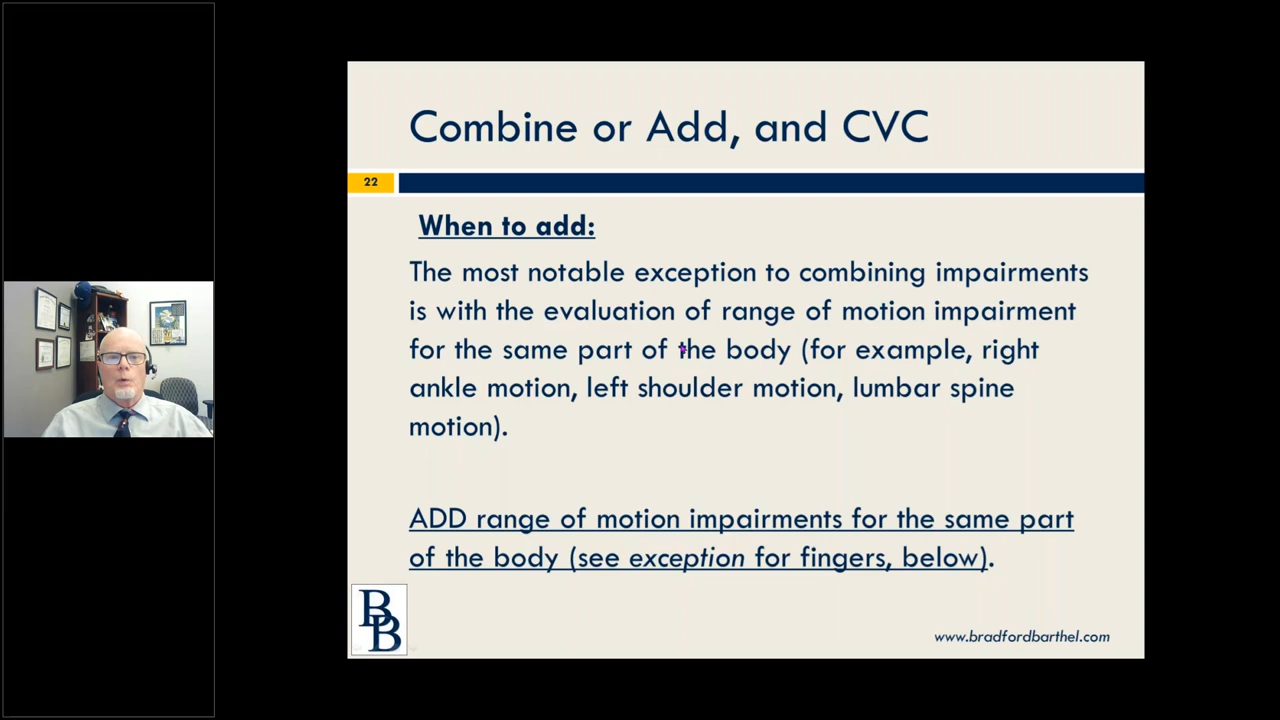 Combine or Add, and CVC
22
When to add:
The most notable exception to combining impairments
is with the evaluation of range of motion impairment
for the same part of the body (for example, right
ankle motion, left shoulder motion, lumbar spine
motion).
ADD range of motion impairments for the same part
of the body (see exception for fingers, below).
BB
www.bradfordbarthel.com